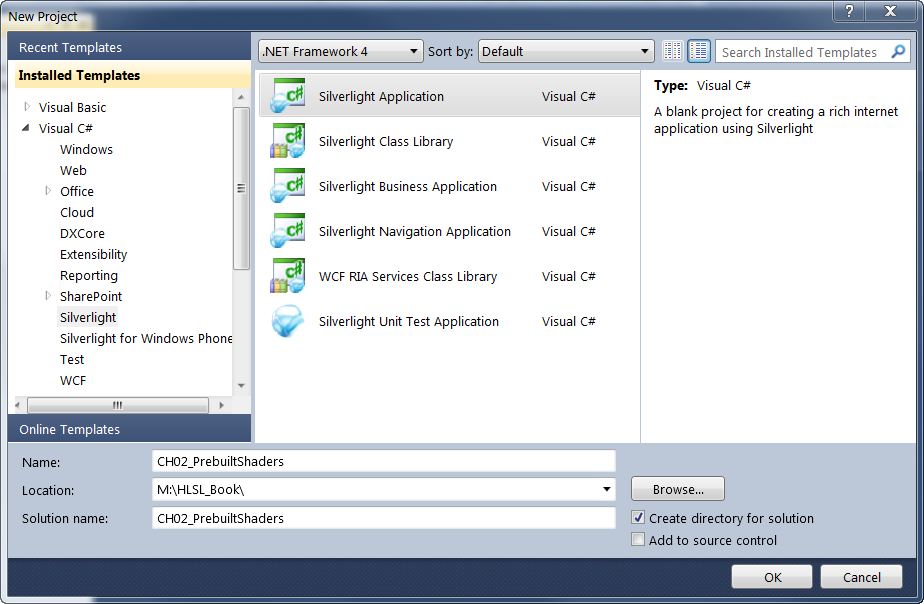 New Project
?
X
Recent Templates
Installed Templates
Visual Basic
Visual C#
Windows
Web
Office
Cloud
DXCore
Extensibility
Reporting
SharePoint
Silverlight
Silverlight for Windows Phone
Test
WCF
Online Templates
.NET Framework 4
Sort by: Default
Search Installed Templates
Silverlight Application Visual C#
Silverlight Class Library Visual C#
Silverlight Business Application Visual C#
Silverlight Navigation Application Visual C#
WCF RIA Services Class Library Visual C#
Silverlight Unit Test Application Visual C#
Type: Visual C#
A blank project for creating a rich internet
application using Silverlight
Name: CH02_PrebuiltShaders
Location: M:\HLSL_Book\
Browse...
Solution name: CH02_PrebuiltShaders
Create directory for solution
Add to source control
OK
Cancel